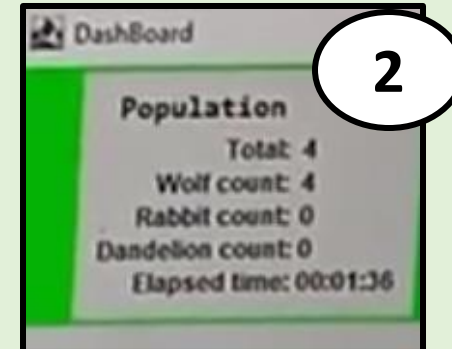 DashBoard
2
Population
Total: 4
Wolf count: 4
Rabbit count: 0
Dandelion count: 0
Elapsed time: 00:01:36